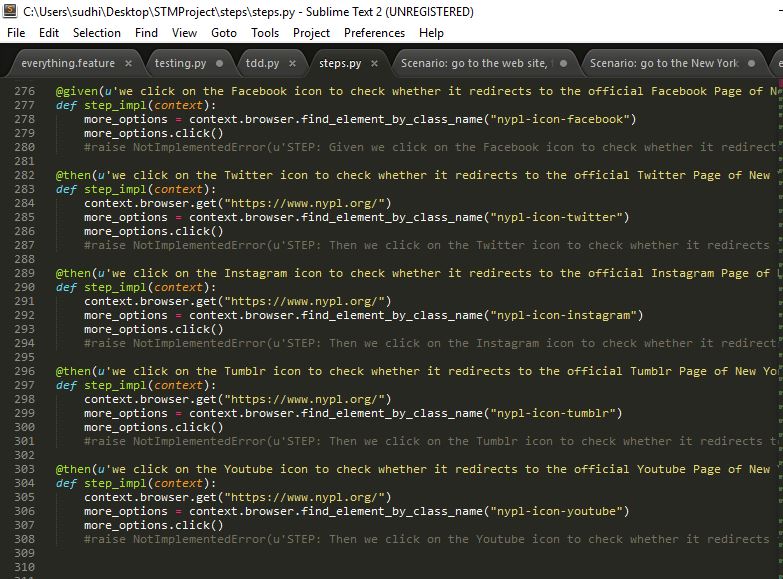 C:\Users\sudhi\Desktop\STMProject\steps\steps.py - Sublime Text 2 (UNREGISTERED)
File Edit Selection Find View Goto Tools Project Preferences Help
everything.feature × testing.py tdd.py × steps.py × Scenario: go to the web site, Scenario: go to the New York
276 @given(u'we click on the Facebook icon to check whether it redirects to the official Facebook Page of N
277 def step_impl(context):
278     more_options = context.browser.find_element_by_class_name("nypl-icon-facebook")
279     more_options.click()
280     #raise NotImplementedError(u'STEP: Given we click on the Facebook icon to check whether it redirect
281
282 @then(u'we click on the Twitter icon to check whether it redirects to the official Twitter Page of New
283 def step_impl(context):
284     context.browser.get("https://www.nypl.org/")
285     more_options = context.browser.find_element_by_class_name("nypl-icon-twitter")
286     more_options.click()
287     #raise NotImplementedError(u'STEP: Then we click on the Twitter icon to check whether it redirects
288
289 @then(u'we click on the Instagram icon to check whether it redirects to the official Instagram Page of
290 def step_impl(context):
291     context.browser.get("https://www.nypl.org/")
292     more_options = context.browser.find_element_by_class_name("nypl-icon-instagram")
293     more_options.click()
294     #raise NotImplementedError(u'STEP: Then we click on the Instagram icon to check whether it redirect
295
296 @then(u'we click on the Tumblr icon to check whether it redirects to the official Tumblr Page of New Yo
297 def step_impl(context):
298     context.browser.get("https://www.nypl.org/")
299     more_options = context.browser.find_element_by_class_name("nypl-icon-tumblr")
300     more_options.click()
301     #raise NotImplementedError(u'STEP: Then we click on the Tumblr icon to check whether it redirects t
302
303 @then(u'we click on the Youtube icon to check whether it redirects to the official Youtube Page of New
304 def step_impl(context):
305     context.browser.get("https://www.nypl.org/")
306     more_options = context.browser.find_element_by_class_name("nypl-icon-youtube")
307     more_options.click()
308     #raise NotImplementedError(u'STEP: Then we click on the Youtube icon to check whether it redirects
309
310